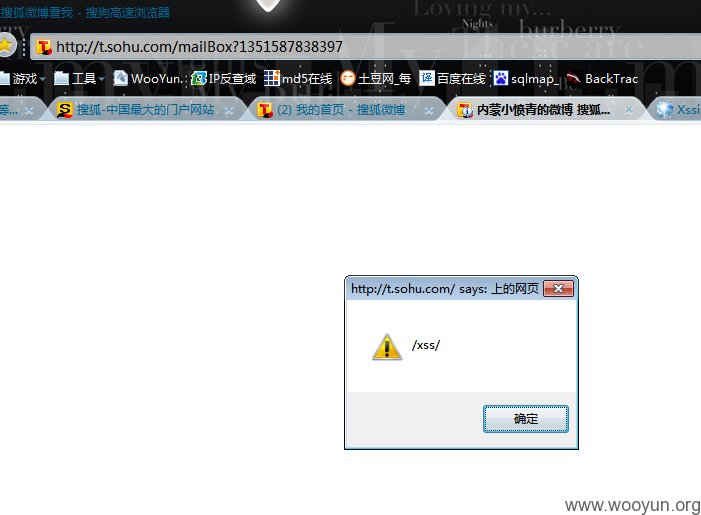 搜狐微博看我 - 搜狗高速浏览器
Loving my...
Nights
burberry
These are
http://t.sohu.com/mailBox?1351587838397
游戏 工具 WooYun. IP反查域 md5在线 土豆网_每 百度在线 sqlmap_ BackTrac
等... 搜狐-中国最大的门户网站 (2) 我的首页 - 搜狐微博 内蒙小愤青的微博 搜狐... Xssi
http://t.sohu.com/ says: 上的网页
/xss/
确定
www.wooyun.org